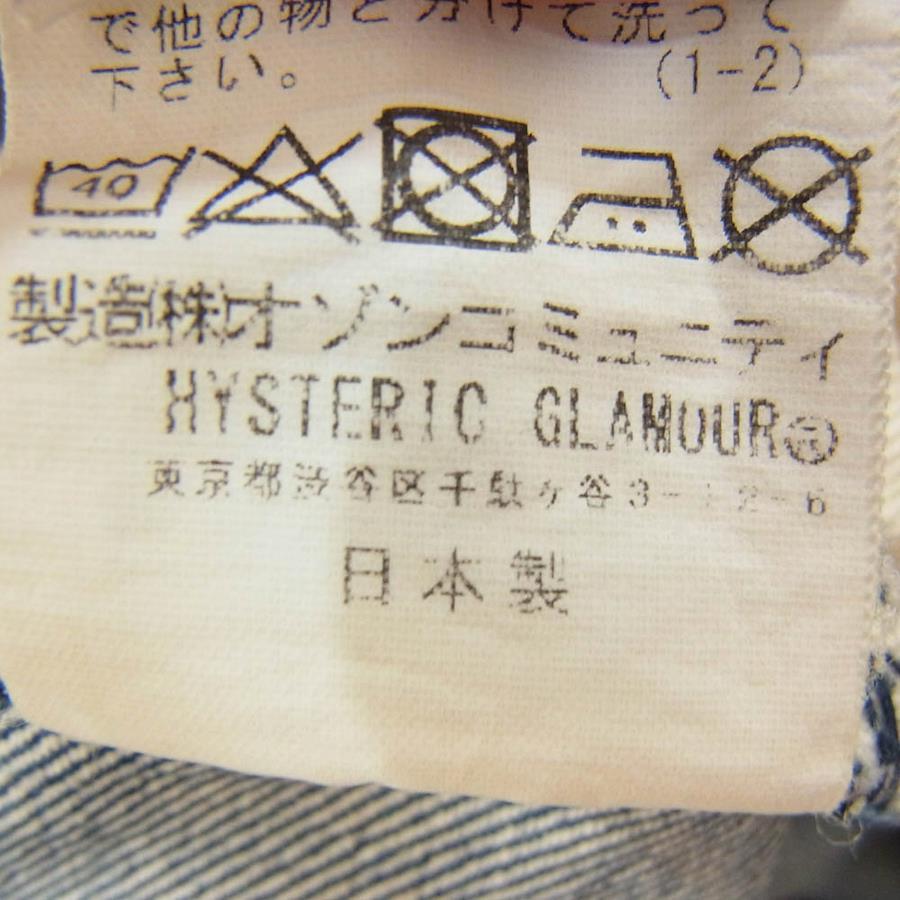 で他の物と分けて洗って
下さい。 (1-2)
40
製造(株)オゾンコミュニティ
HYSTERIC GLAMOUR®
東京都渋谷区千駄ヶ谷3-12-6
日本製